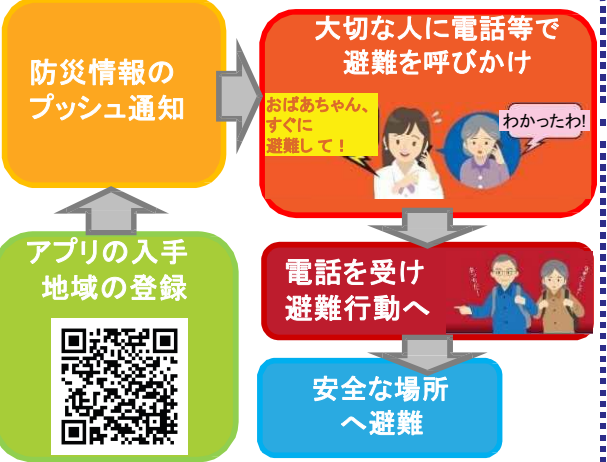 防災情報の
プッシュ通知
大切な人に電話等で
避難を呼びかけ
おばあちゃん、
すぐに
避難して！
わかったわ!
アプリの入手
地域の登録
電話を受け
避難行動へ
安全な場所
へ避難